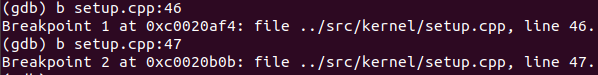 (gdb) b setup.cpp:46
Breakpoint 1 at 0xc0020af4: file ../src/kernel/setup.cpp, line 46.
(gdb) b setup.cpp:47
Breakpoint 2 at 0xc0020b0b: file ../src/kernel/setup.cpp, line 47.